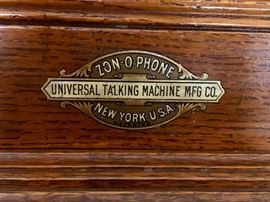 ZON-O PHONE
UNIVERSAL TALKING MACHINE MFG CO.
NEW YORK. U.S.A.